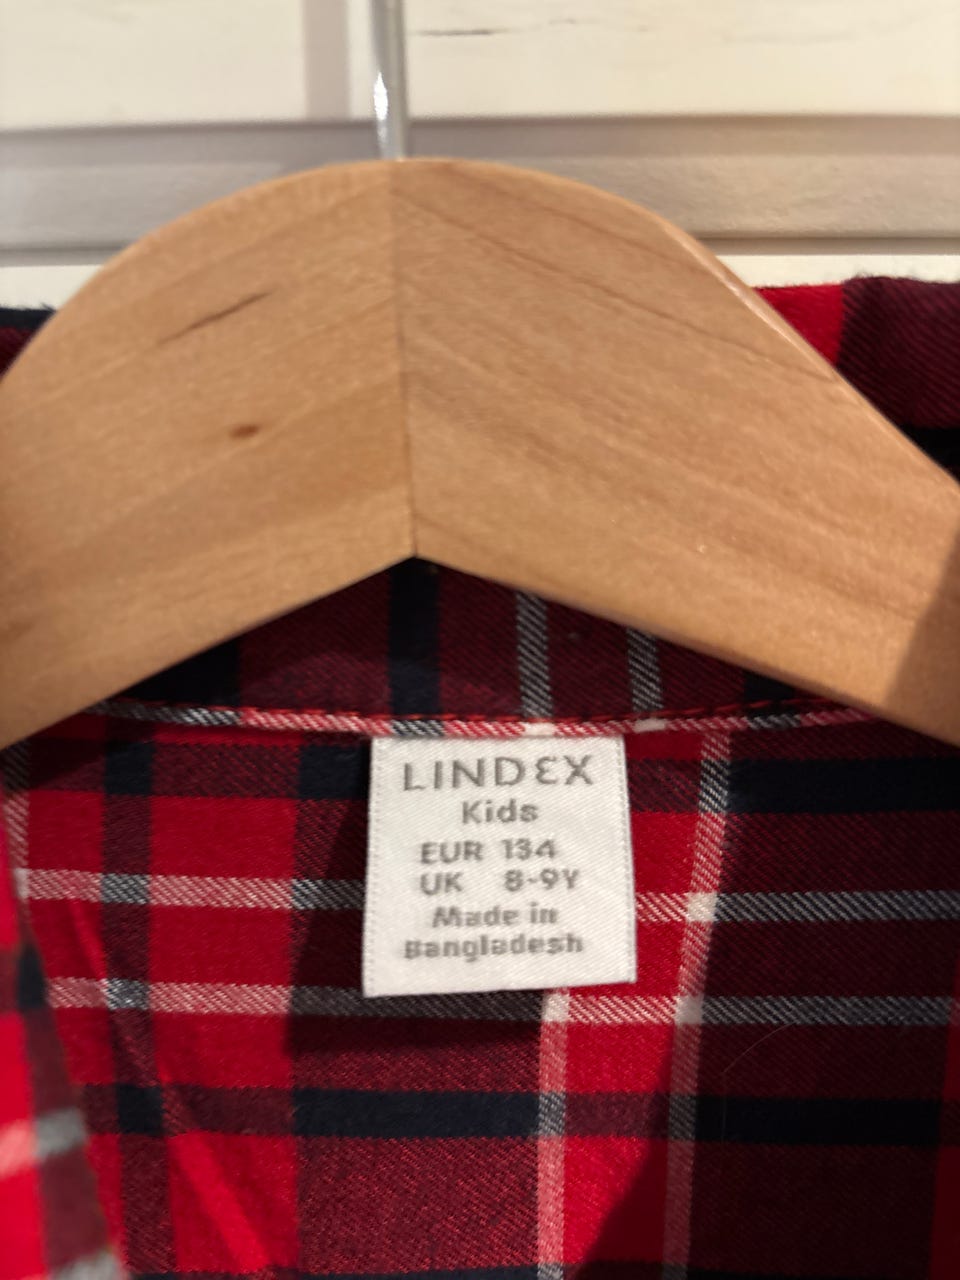 LINDEX
Kids
EUR 134
UK 8-9Y
Made in
Bangladesh